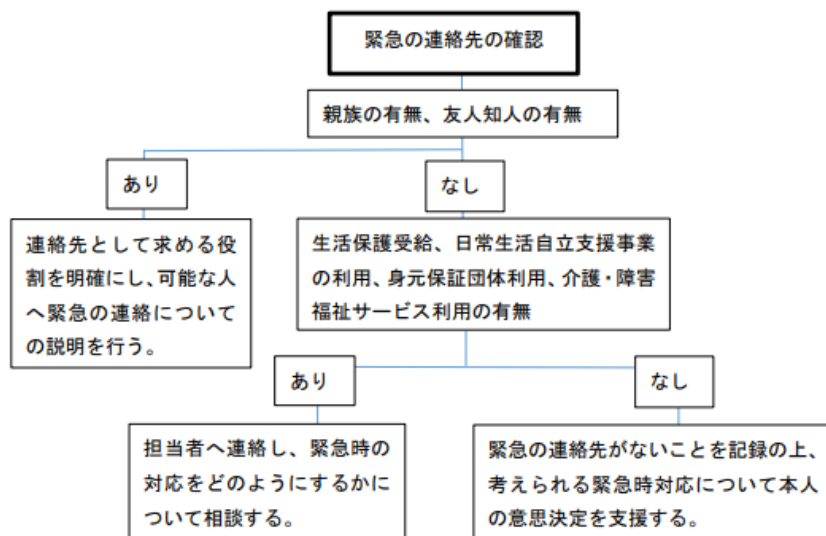 緊急の連絡先の確認
親族の有無、友人知人の有無
あり
なし
連絡先として求める役
割を明確にし、可能な人
へ緊急の連絡について
の説明を行う。
生活保護受給、日常生活自立支援事業
の利用、身元保証団体利用、介護・障害
福祉サービス利用の有無
あり
なし
担当者へ連絡し、緊急時の
対応をどのようにするかに
ついて相談する。
緊急の連絡先がないことを記録の上、
考えられる緊急時対応について本人
の意思決定を支援する。